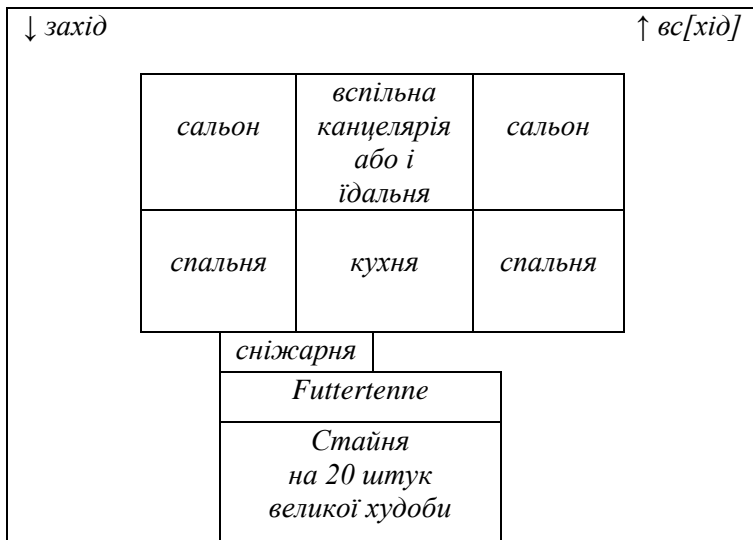 ↓ захід ↑ вс[хід]
вспільна
сальон канцелярія сальон
або і
їдальня
спальня кухня спальня
сніжарня
Futtertenne
Стайня
на 20 штук
великої худоби